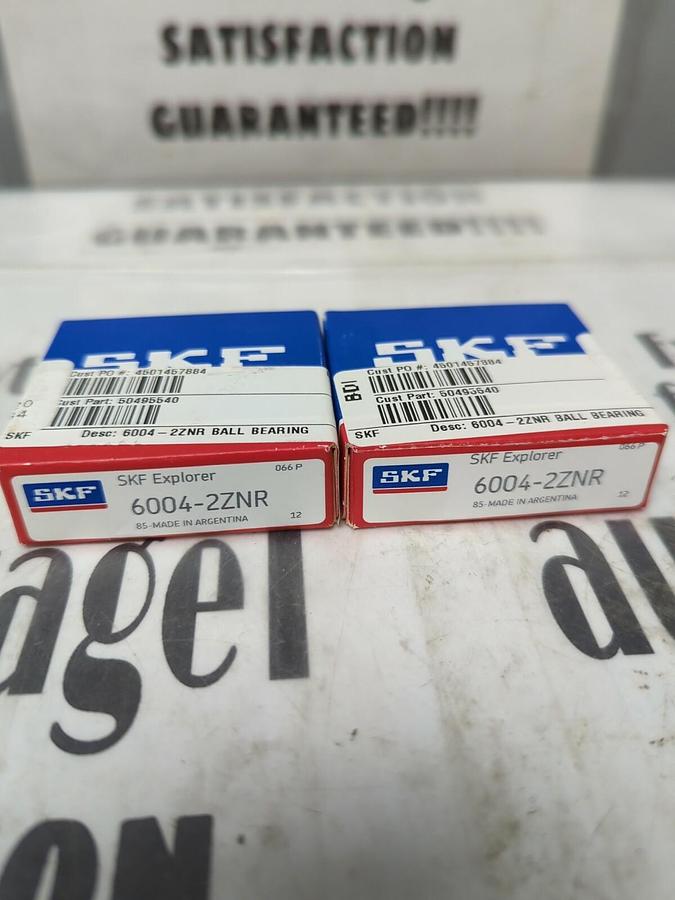 SATISFACTION
GUARANTEED!!!!
SATISFACTION
GUARANTEED!!!!
SKF
Cust PO #: 4501457884
Cust Part: 50495540
SKF Desc: 6004-2ZNR BALL BEARING
SKF
SKF Explorer
066 P
6004-2ZNR
85-MADE IN ARGENTINA
12
SKF
Cust PO #: 4501457884
Cust Part: 50495540
SKF Desc: 6004-2ZNR BALL BEARING
SKF
SKF Explorer
066 P
6004-2ZNR
85-MADE IN ARGENTINA
12